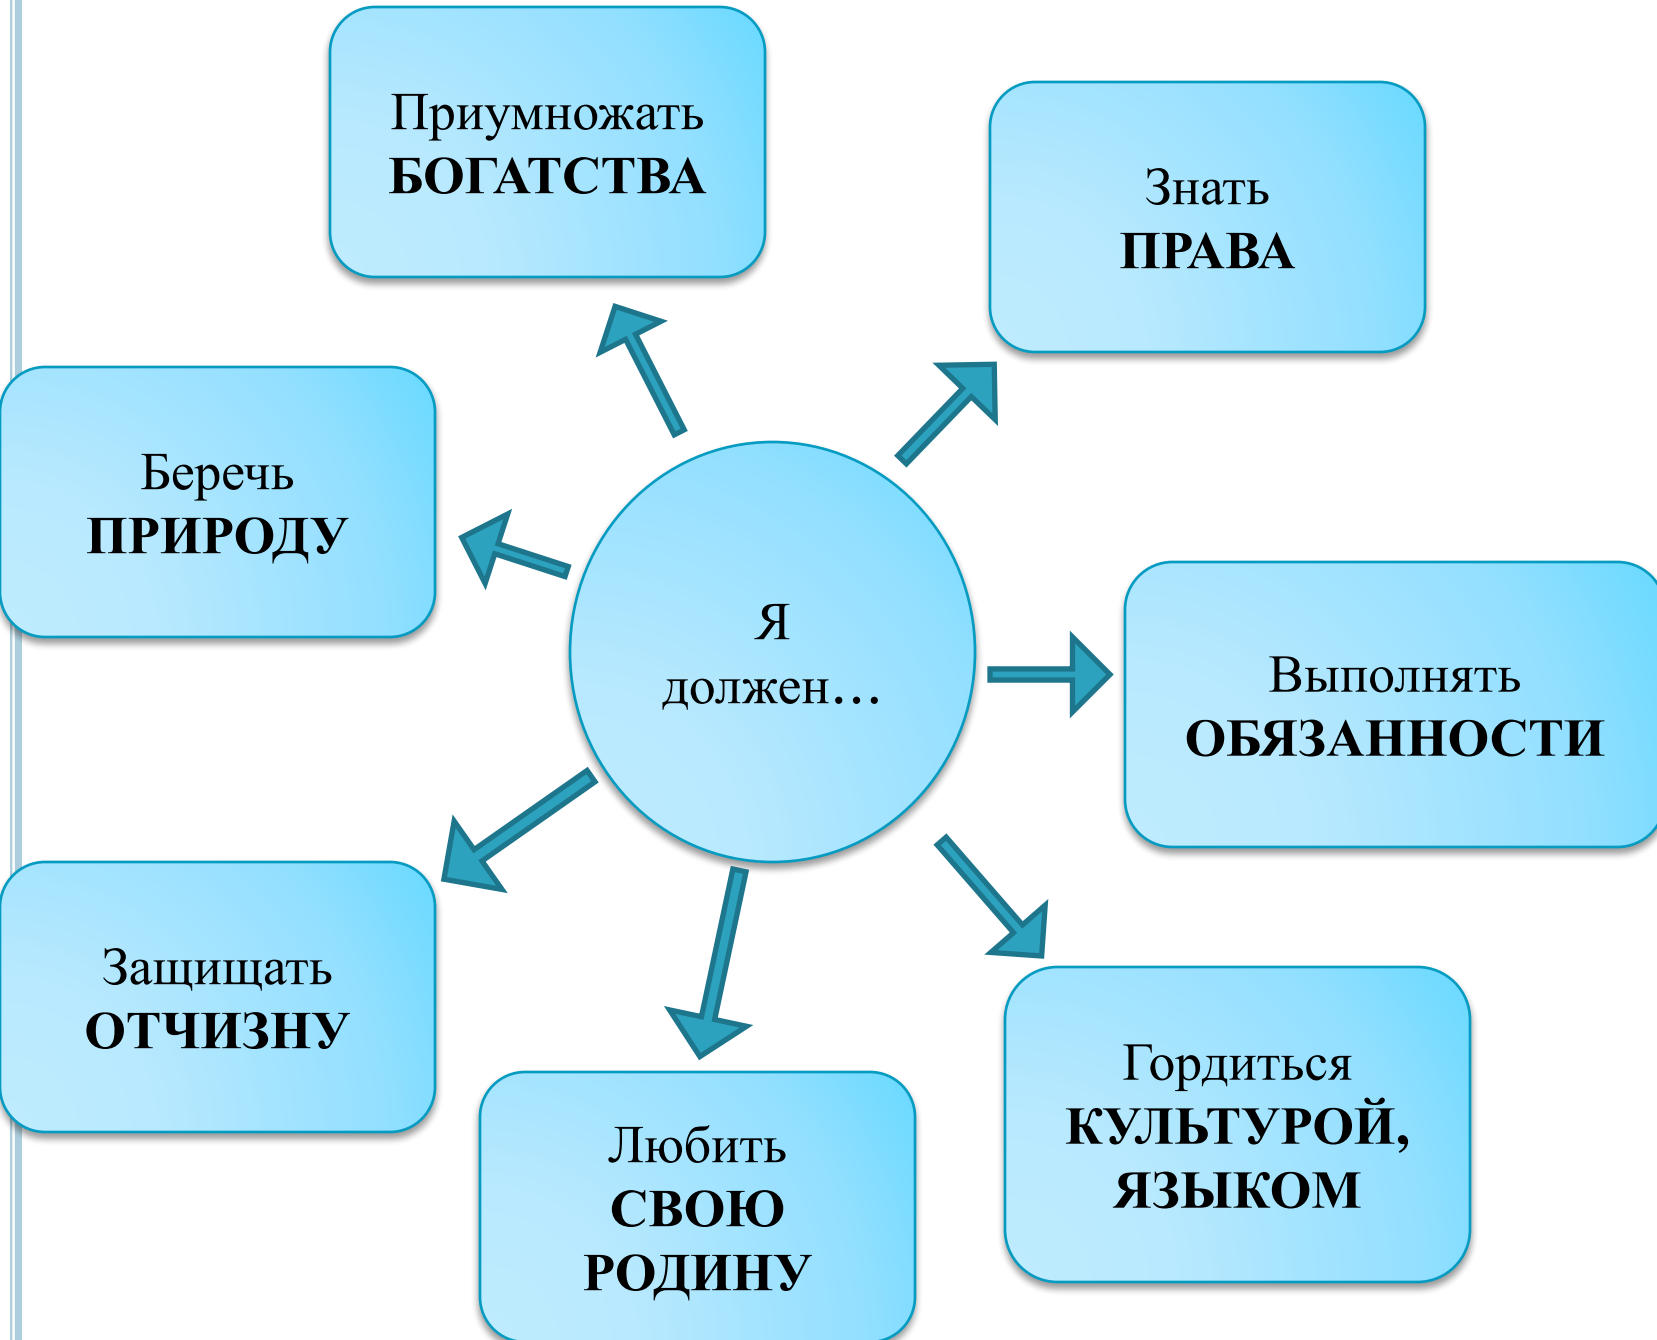 Приумножать
БОГАТСТВА
Знать
ПРАВА
Беречь
ПРИРОДУ
Я
должен…
Выполнять
ОБЯЗАННОСТИ
Защищать
ОТЧИЗНУ
Гордиться
КУЛЬТУРОЙ,
ЯЗЫКОМ
Любить
СВОЮ
РОДИНУ